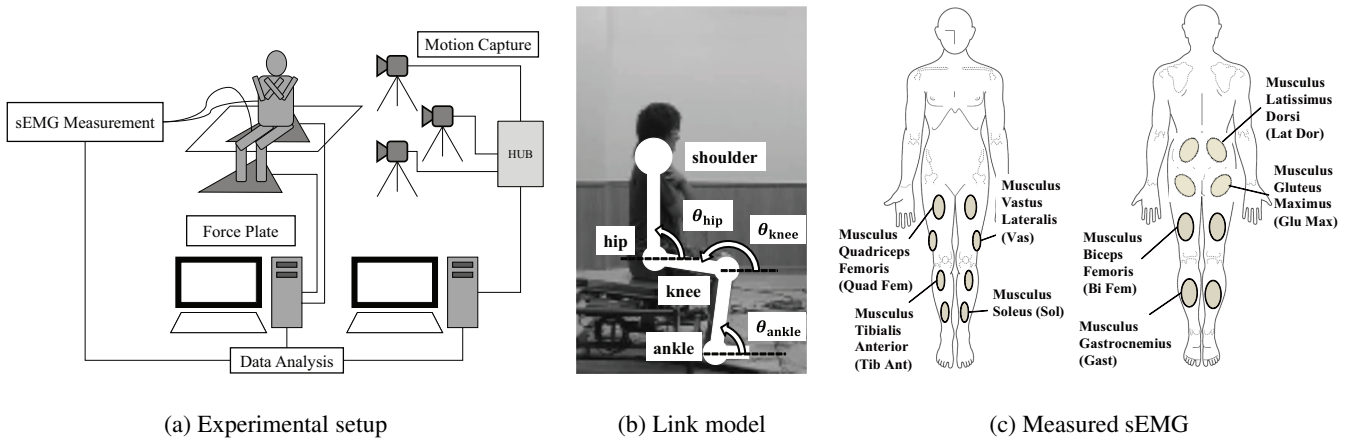 Motion Capture
sEMG Measurement
HUB
Force Plate
Data Analysis
(a) Experimental setup
shoulder
θhip
θknee
hip
knee
θankle
ankle
(b) Link model
Musculus
Vastus
Lateralis
(Vas)
Musculus
Quadriceps
Femoris
(Quad Fem)
Musculus
Tibialis
Anterior
(Tib Ant)
Musculus
Soleus (Sol)
Musculus
Latissimus
Dorsi
(Lat Dor)
Musculus
Gluteus
Maximus
(Glu Max)
Musculus
Biceps
Femoris
(Bi Fem)
Musculus
Gastrocnemius
(Gast)
(c) Measured sEMG